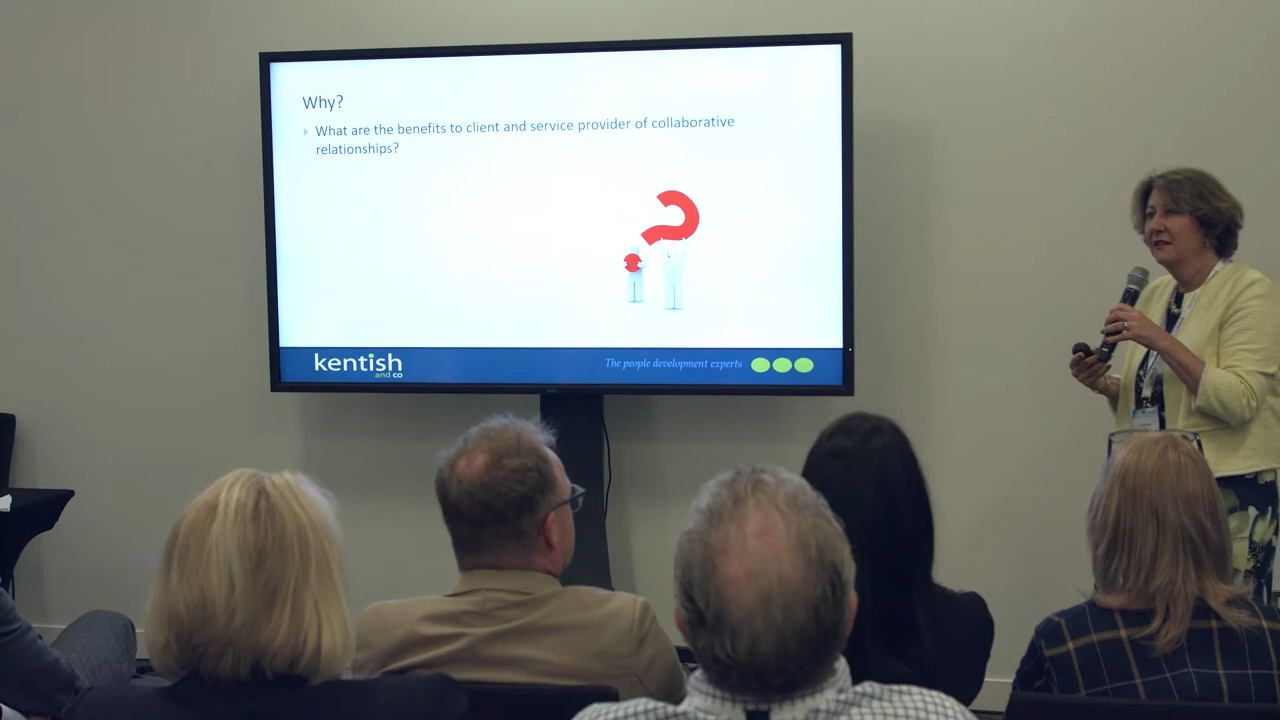 Why?
What are the benefits to client and service provider of collaborative
relationships?
kentish
and co
The people development experts